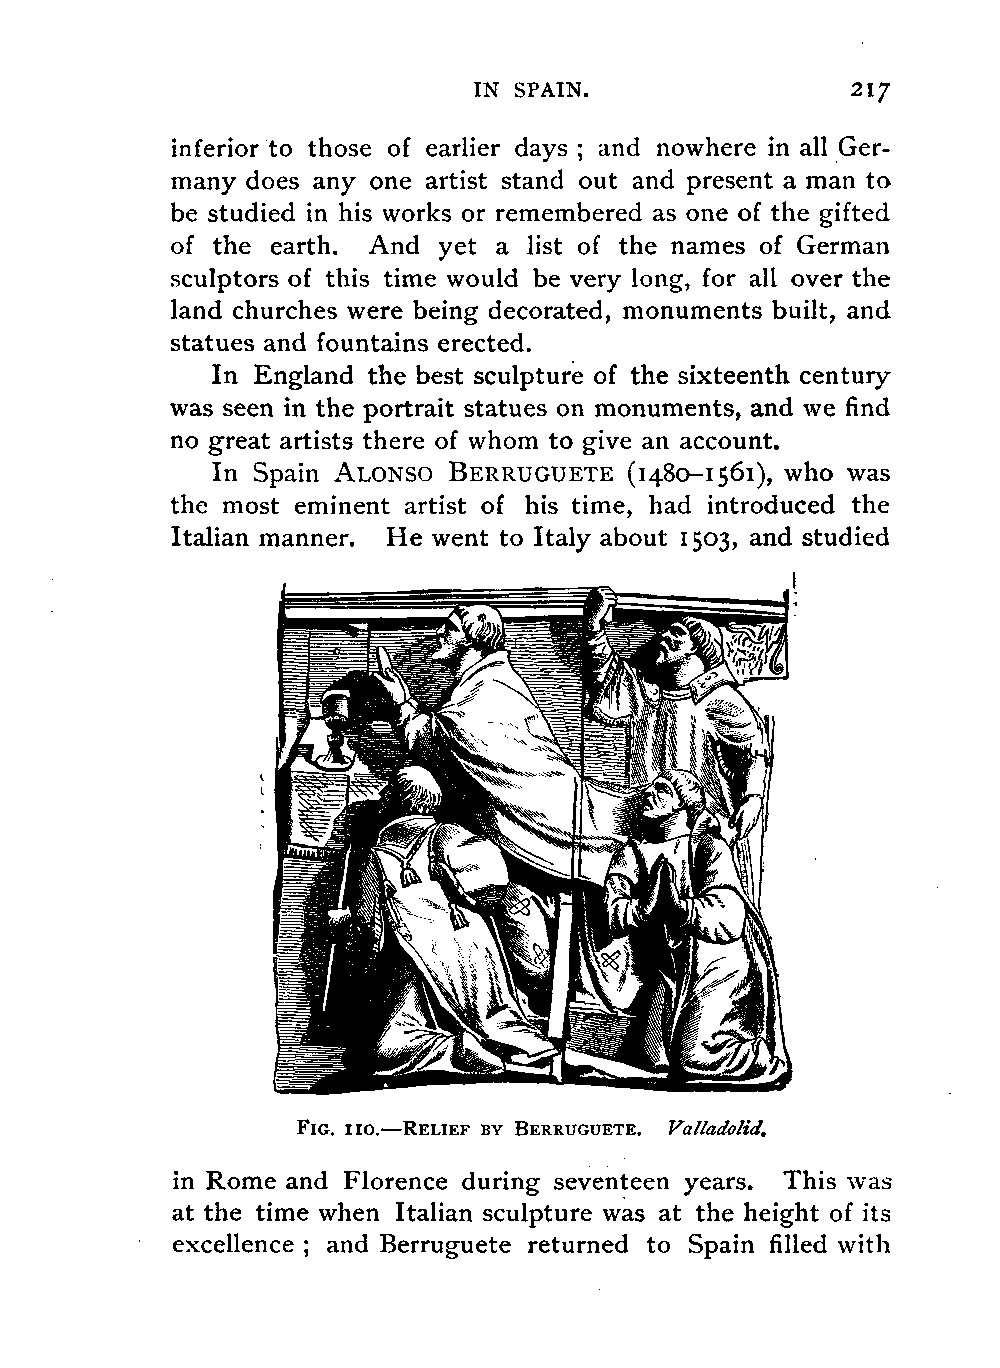 IN SPAIN. 217
inferior to those of earlier days ; and nowhere in all Ger-
many does any one artist stand out and present a man to
be studied in his works or remembered as one of the gifted
of the earth. And yet a list of the names of German
sculptors of this time would be very long, for all over the
land churches were being decorated, monuments built, and
statues and fountains erected.
In England the best sculpture of the sixteenth century
was seen in the portrait statues on monuments, and we find
no great artists there of whom to give an account.
In Spain ALONSO BERRUGUETE (1480–1561), who was
the most eminent artist of his time, had introduced the
Italian manner. He went to Italy about 1503, and studied
FIG. 110.—RELIEF BY BERRUGUETE. Valladolid.
in Rome and Florence during seventeen years. This was
at the time when Italian sculpture was at the height of its
excellence ; and Berruguete returned to Spain filled with